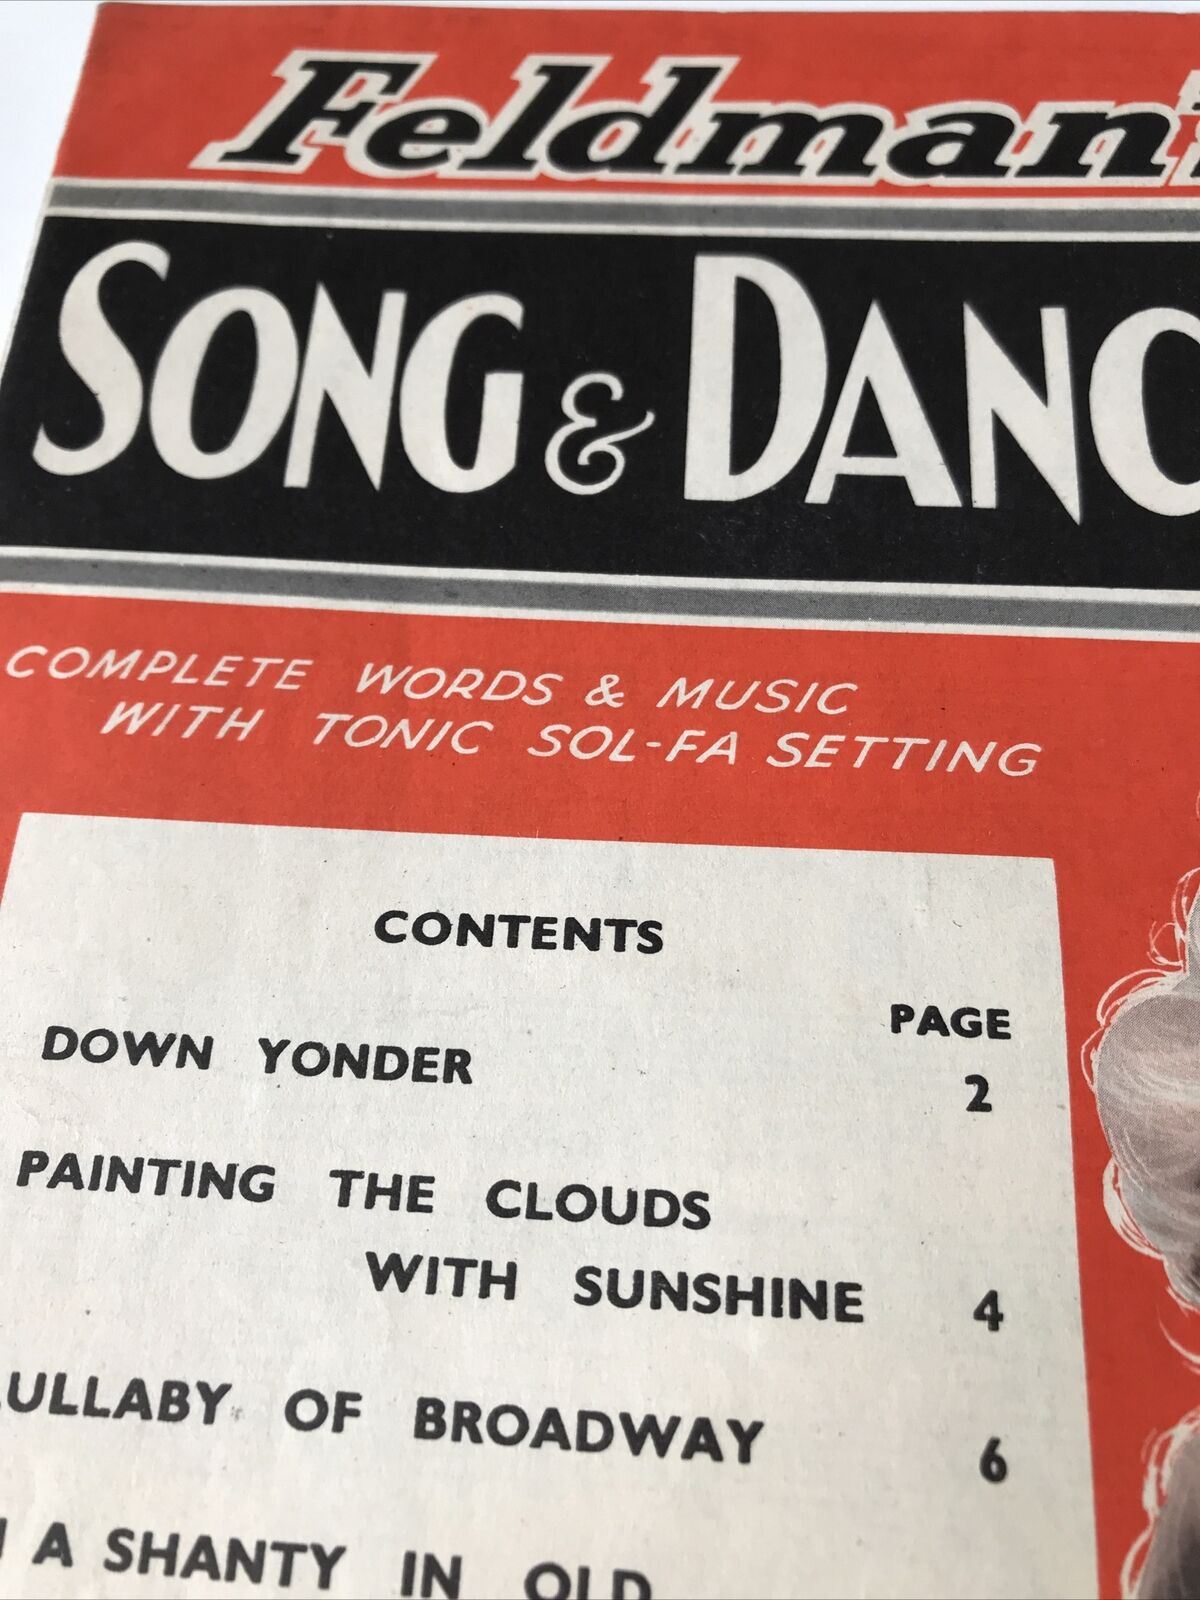 Feldman's
SONG & DANC
COMPLETE WORDS & MUSIC
WITH TONIC SOL-FA SETTING
CONTENTS
PAGE
DOWN YONDER 2
PAINTING THE CLOUDS
WITH SUNSHINE 4
LULLABY OF BROADWAY 6
A SHANTY IN OLD